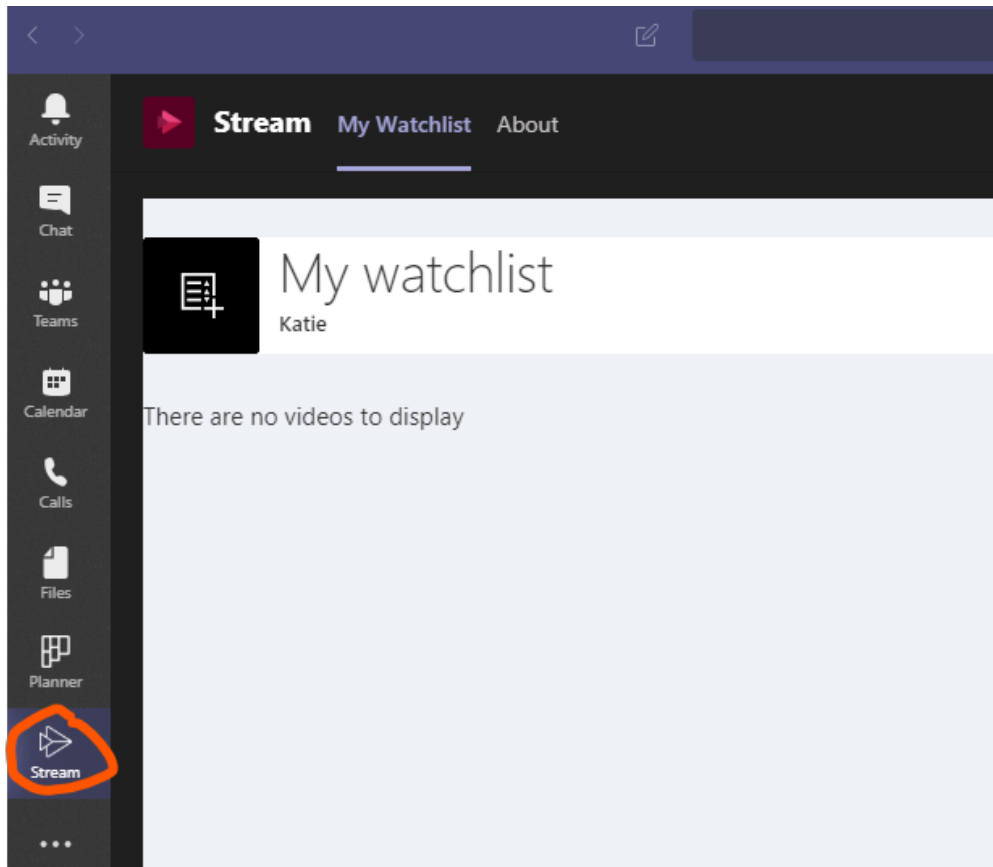 Activity
Chat
Teams
Calendar
Calls
Files
Planner
Stream
Stream My Watchlist About
My watchlist
Katie
There are no videos to display